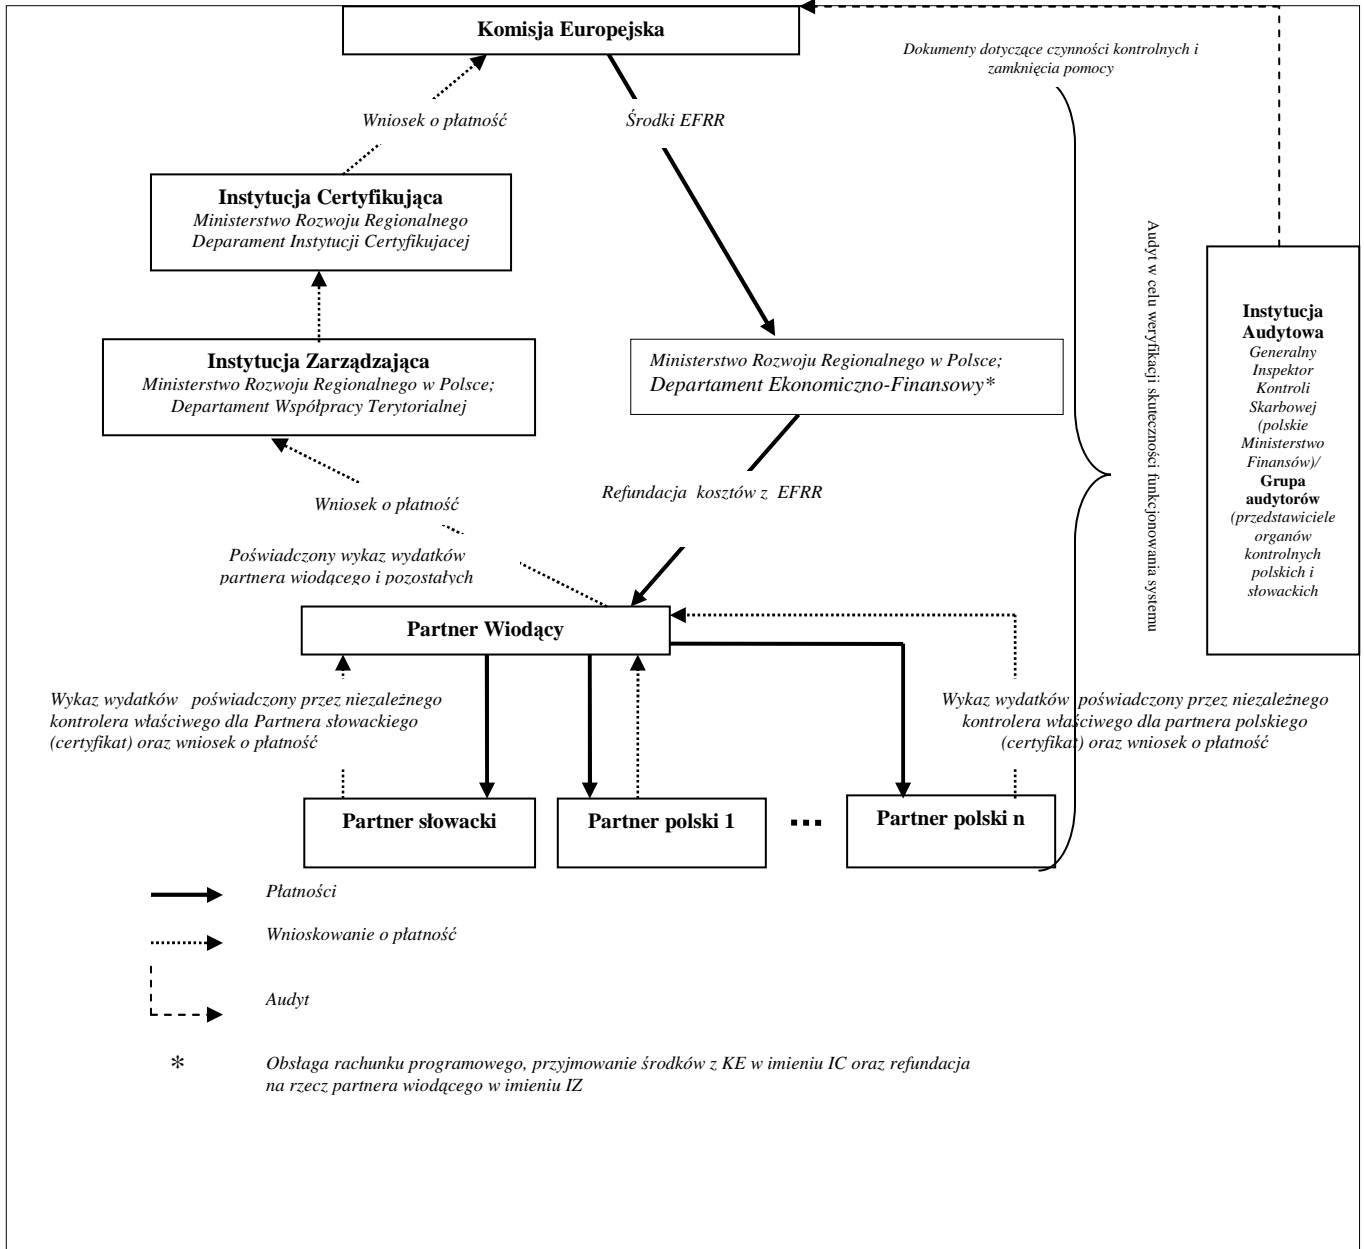 Komisja Europejska
Dokumenty dotyczące czynności kontrolnych i
zamknięcia pomocy
Wniosek o płatność
Środki EFRR
Instytucja Certyfikująca
Ministerstwo Rozwoju Regionalnego
Deparament Instytucji Certyfikujacej
Audyt w celu weryfikacji skuteczności funkcjonowania systemu
Instytucja
Audytowa
Generalny
Inspektor
Kontroli
Skarbowej
(polskie
Ministerstwo
Finansów)/
Grupa
audytorów
(przedstawiciele
organów
kontrolnych
polskich i
słowackich
Instytucja Zarządzająca
Ministerstwo Rozwoju Regionalnego w Polsce;
Departament Współpracy Terytorialnej
Ministerstwo Rozwoju Regionalnego w Polsce;
Departament Ekonomiczno-Finansowy*
Wniosek o płatność
Refundacja kosztów z EFRR
Poświadczony wykaz wydatków
partnera wiodącego i pozostałych
Partner Wiodący
Wykaz wydatków poświadczony przez niezależnego
kontrolera właściwego dla Partnera słowackiego
(certyfikat) oraz wniosek o płatność
Wykaz wydatków poświadczony przez niezależnego
kontrolera właściwego dla partnera polskiego
(certyfikat) oraz wniosek o płatność
Partner słowacki
Partner polski 1
...
Partner polski n
Płatności
Wnioskowanie o płatność
Audyt
* Obsługa rachunku programowego, przyjmowanie środków z KE w imieniu IC oraz refundacja
na rzecz partnera wiodącego w imieniu IZ